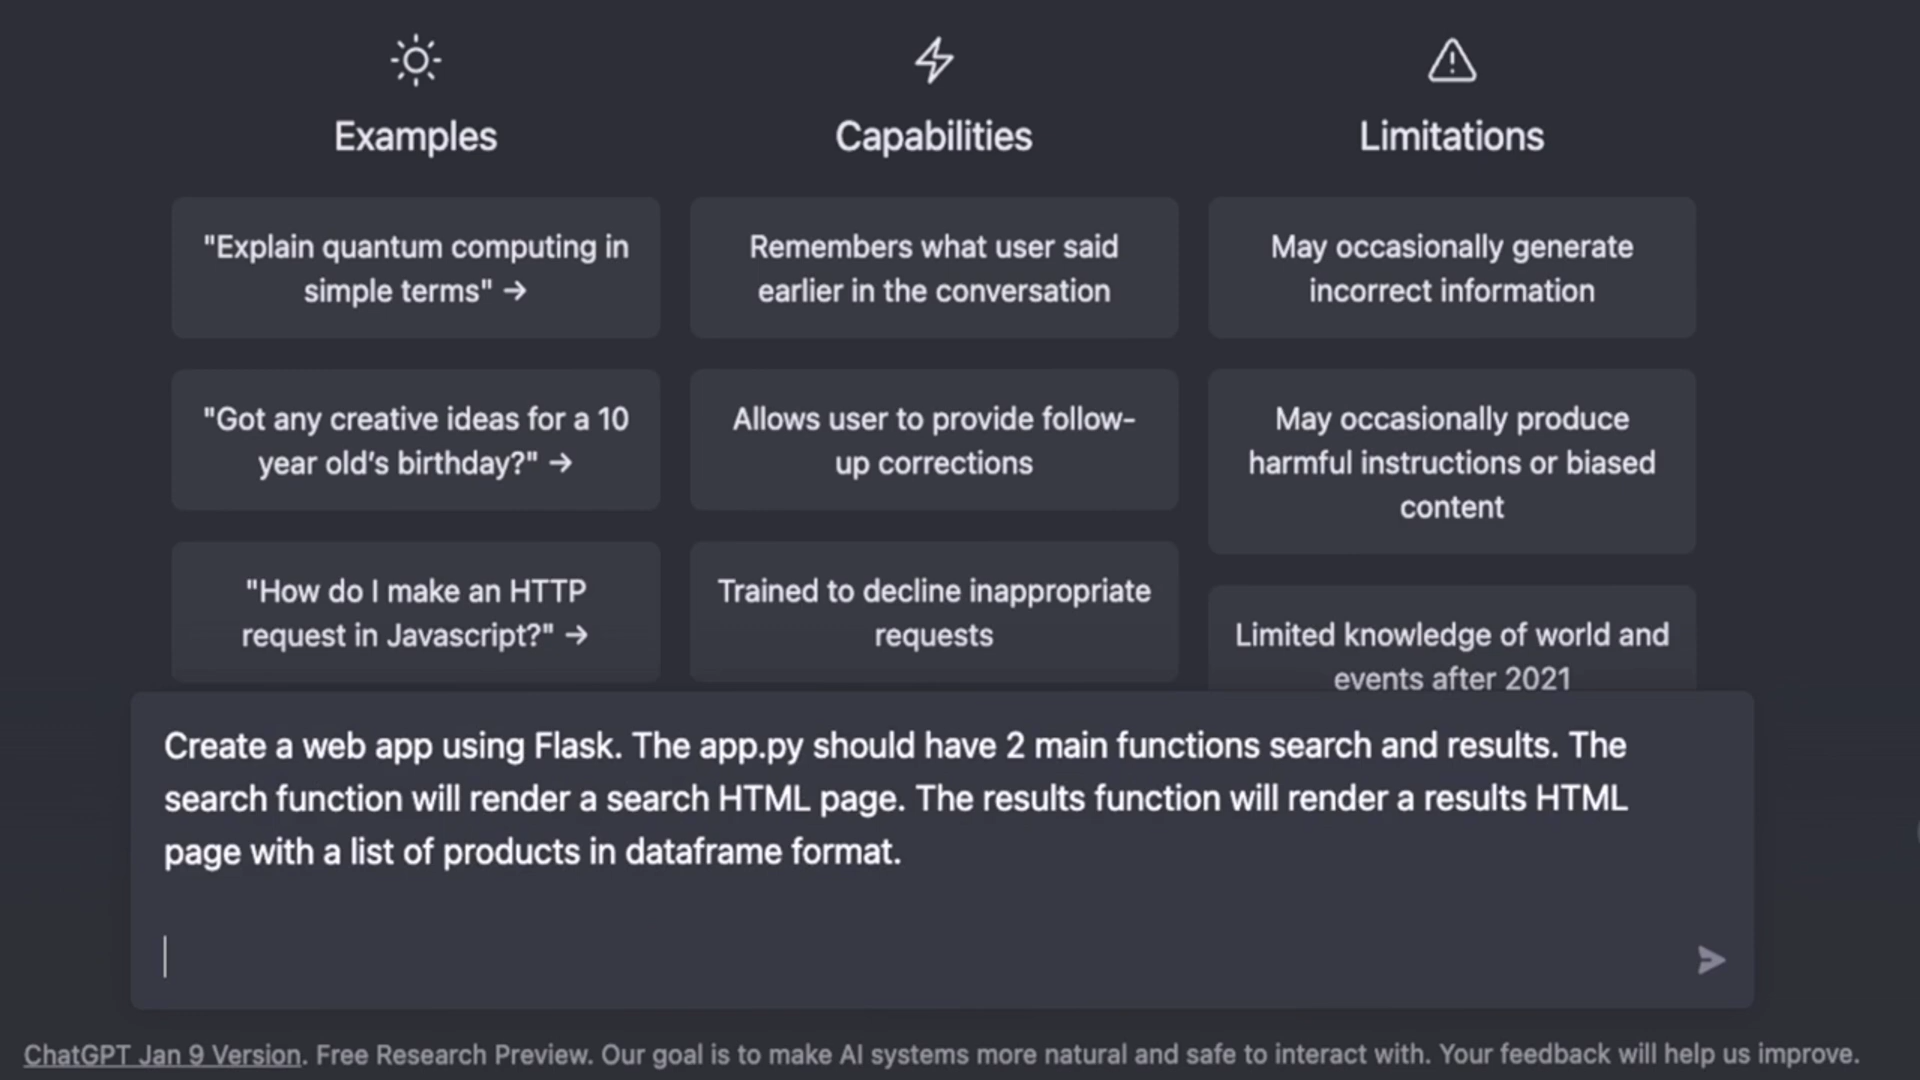 Examples
Capabilities
Limitations
"Explain quantum computing in
simple terms" →
Remembers what user said
earlier in the conversation
May occasionally generate
incorrect information
"Got any creative ideas for a 10
year old's birthday?" →
Allows user to provide follow-
up corrections
May occasionally produce
harmful instructions or biased
content
"How do I make an HTTP
request in Javascript?" →
Trained to decline inappropriate
requests
Limited knowledge of world and
events after 2021
Create a web app using Flask. The app.py should have 2 main functions search and results. The
search function will render a search HTML page. The results function will render a results HTML
page with a list of products in dataframe format.
ChatGPT Jan 9 Version. Free Research Preview. Our goal is to make AI systems more natural and safe to interact with. Your feedback will help us improve.